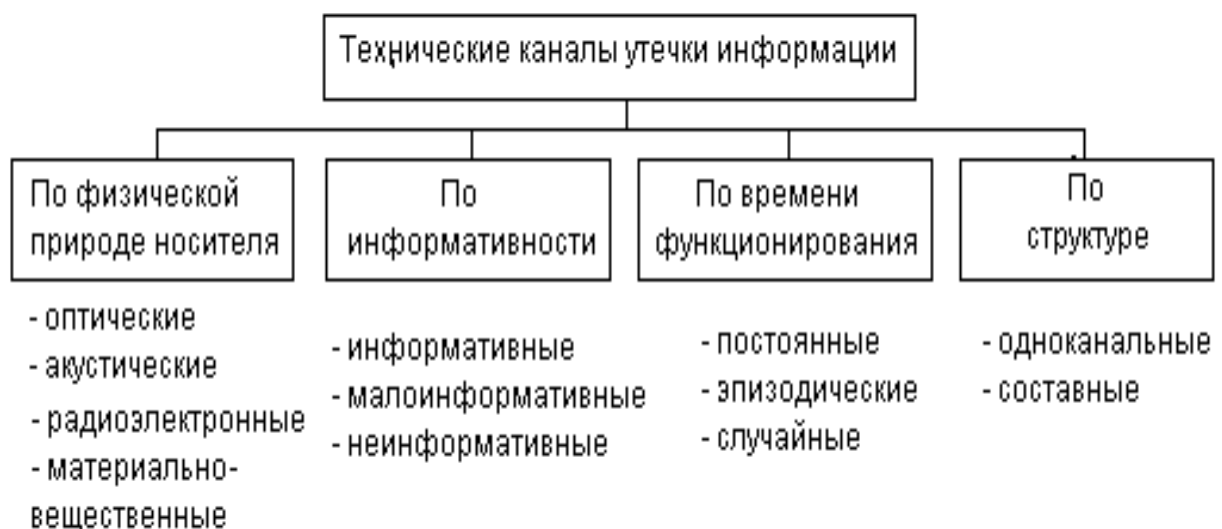 Технические каналы утечки информации
По физической
природе носителя
- оптические
- акустические
- радиоэлектронные
- материально-
вещественные
По
информативности
- информативные
- малоинформативные
- неинформативные
По времени
функционирования
- постоянные
- эпизодические
- случайные
По
структуре
- одноканальные
- составные